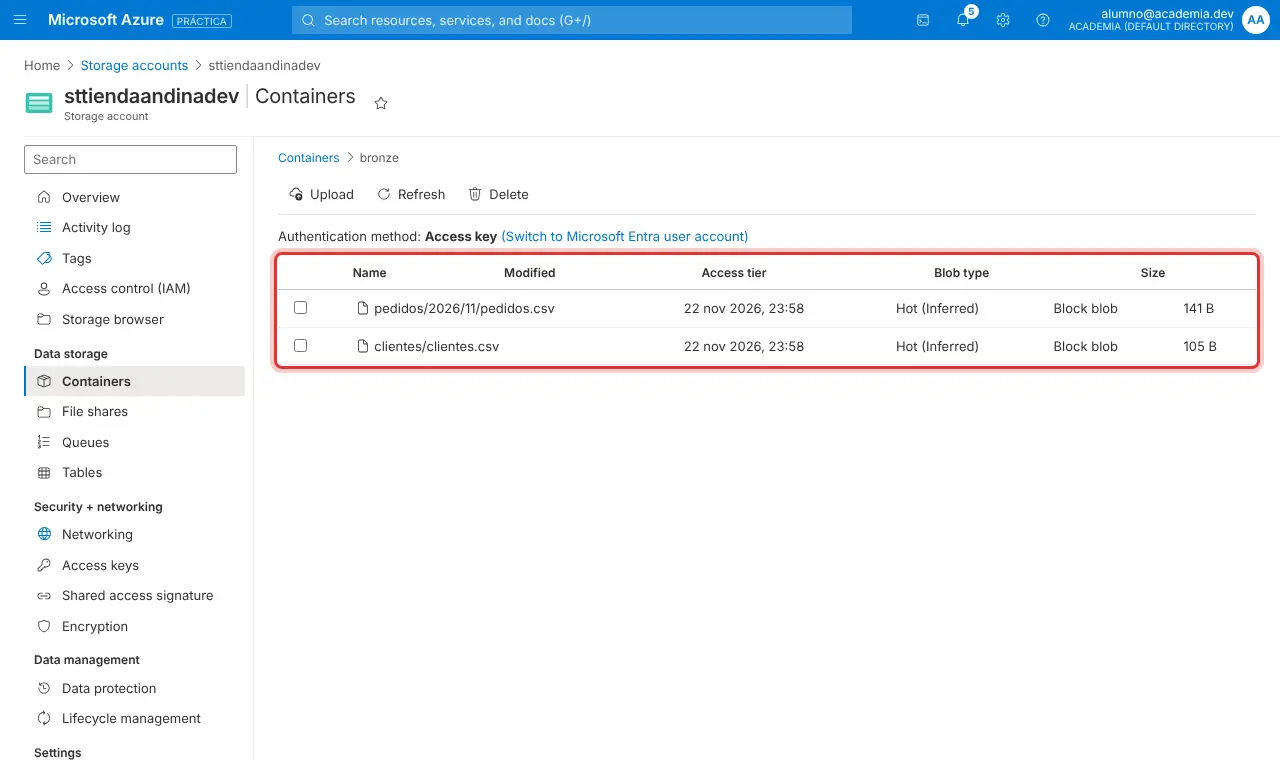 Microsoft Azure PRÁCTICA Search resources, services, and docs (G+/) 5 alumno@academia.dev
ACADEMIA (DEFAULT DIRECTORY) AA
Home > Storage accounts > sttiendaandinadev
sttiendaandinadev | Containers
Storage account
Search
Overview
Activity log
Tags
Access control (IAM)
Storage browser
Data storage
Containers
File shares
Queues
Tables
Security + networking
Networking
Access keys
Shared access signature
Encryption
Data management
Data protection
Lifecycle management
Settings
Containers > bronze
Upload Refresh Delete
Authentication method: Access key (Switch to Microsoft Entra user account)
Name Modified Access tier Blob type Size
pedidos/2026/11/pedidos.csv 22 nov 2026, 23:58 Hot (Inferred) Block blob 141 B
clientes/clientes.csv 22 nov 2026, 23:58 Hot (Inferred) Block blob 105 B